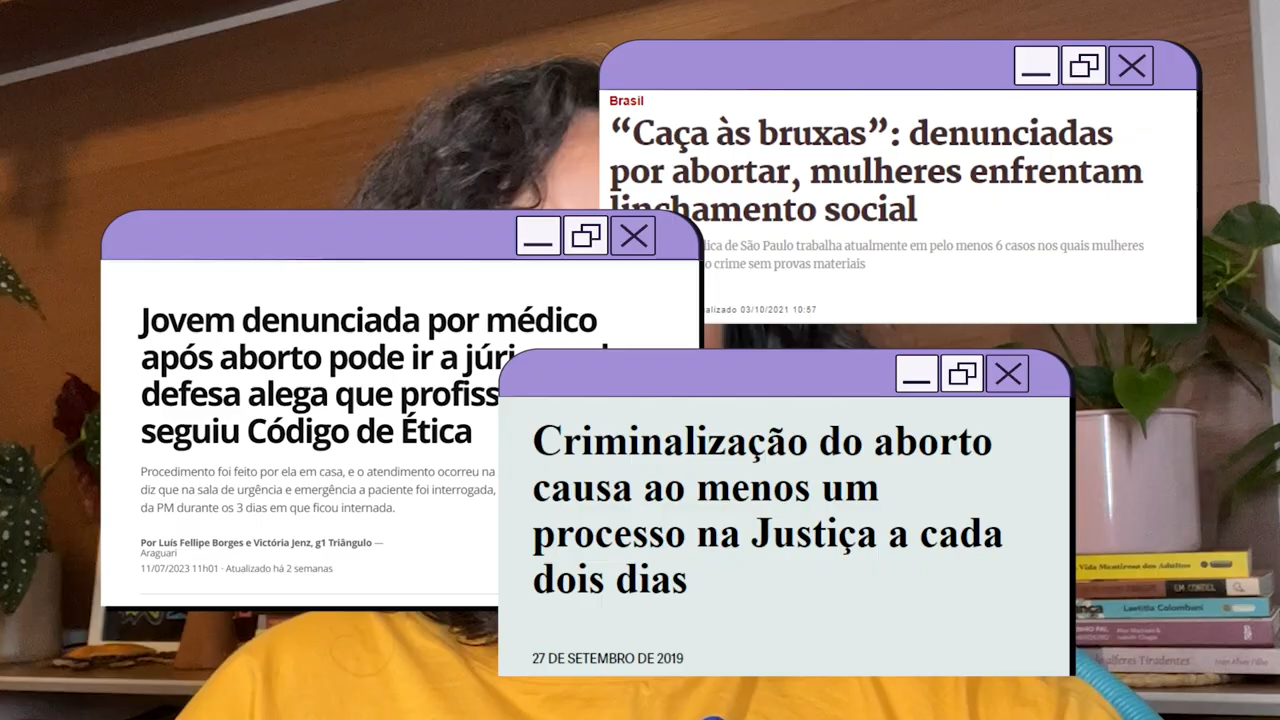 Brasil
“Caça às bruxas”: denunciadas
por abortar, mulheres enfrentam
linchamento social
lica de São Paulo trabalha atualmente em pelo menos 6 casos nos quais mulheres
o crime sem provas materiais
alizado 03/10/2021 10:57
Jovem denunciada por médico
após aborto pode ir a júri
defesa alega que profiss
seguiu Código de Ética
Procedimento foi feito por ela em casa, e o atendimento ocorreu na
diz que na sala de urgência e emergência a paciente foi interrogada,
da PM durante os 3 dias em que ficou internada.
Por Luís Fellipe Borges e Victória Jenz, g1 Triângulo —
Araguari
11/07/2023 11h01 · Atualizado há 2 semanas
Criminalização do aborto
causa ao menos um
processo na Justiça a cada
dois dias
27 DE SETEMBRO DE 2019
Vida Mentirosa dos Adultos
EM CORDEL
Laetitia Colombani
alferes Tiradentes